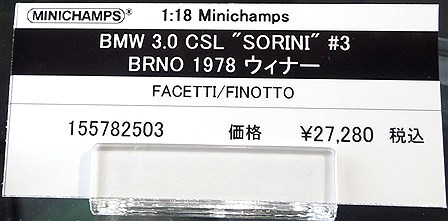 MINICHAMPS® 1:18 Minichamps
BMW 3.0 CSL "SORINI" #3
BRNO 1978 ウィナー
FACETTI/FINOTTO
155782503 価格 ¥27,280 税込